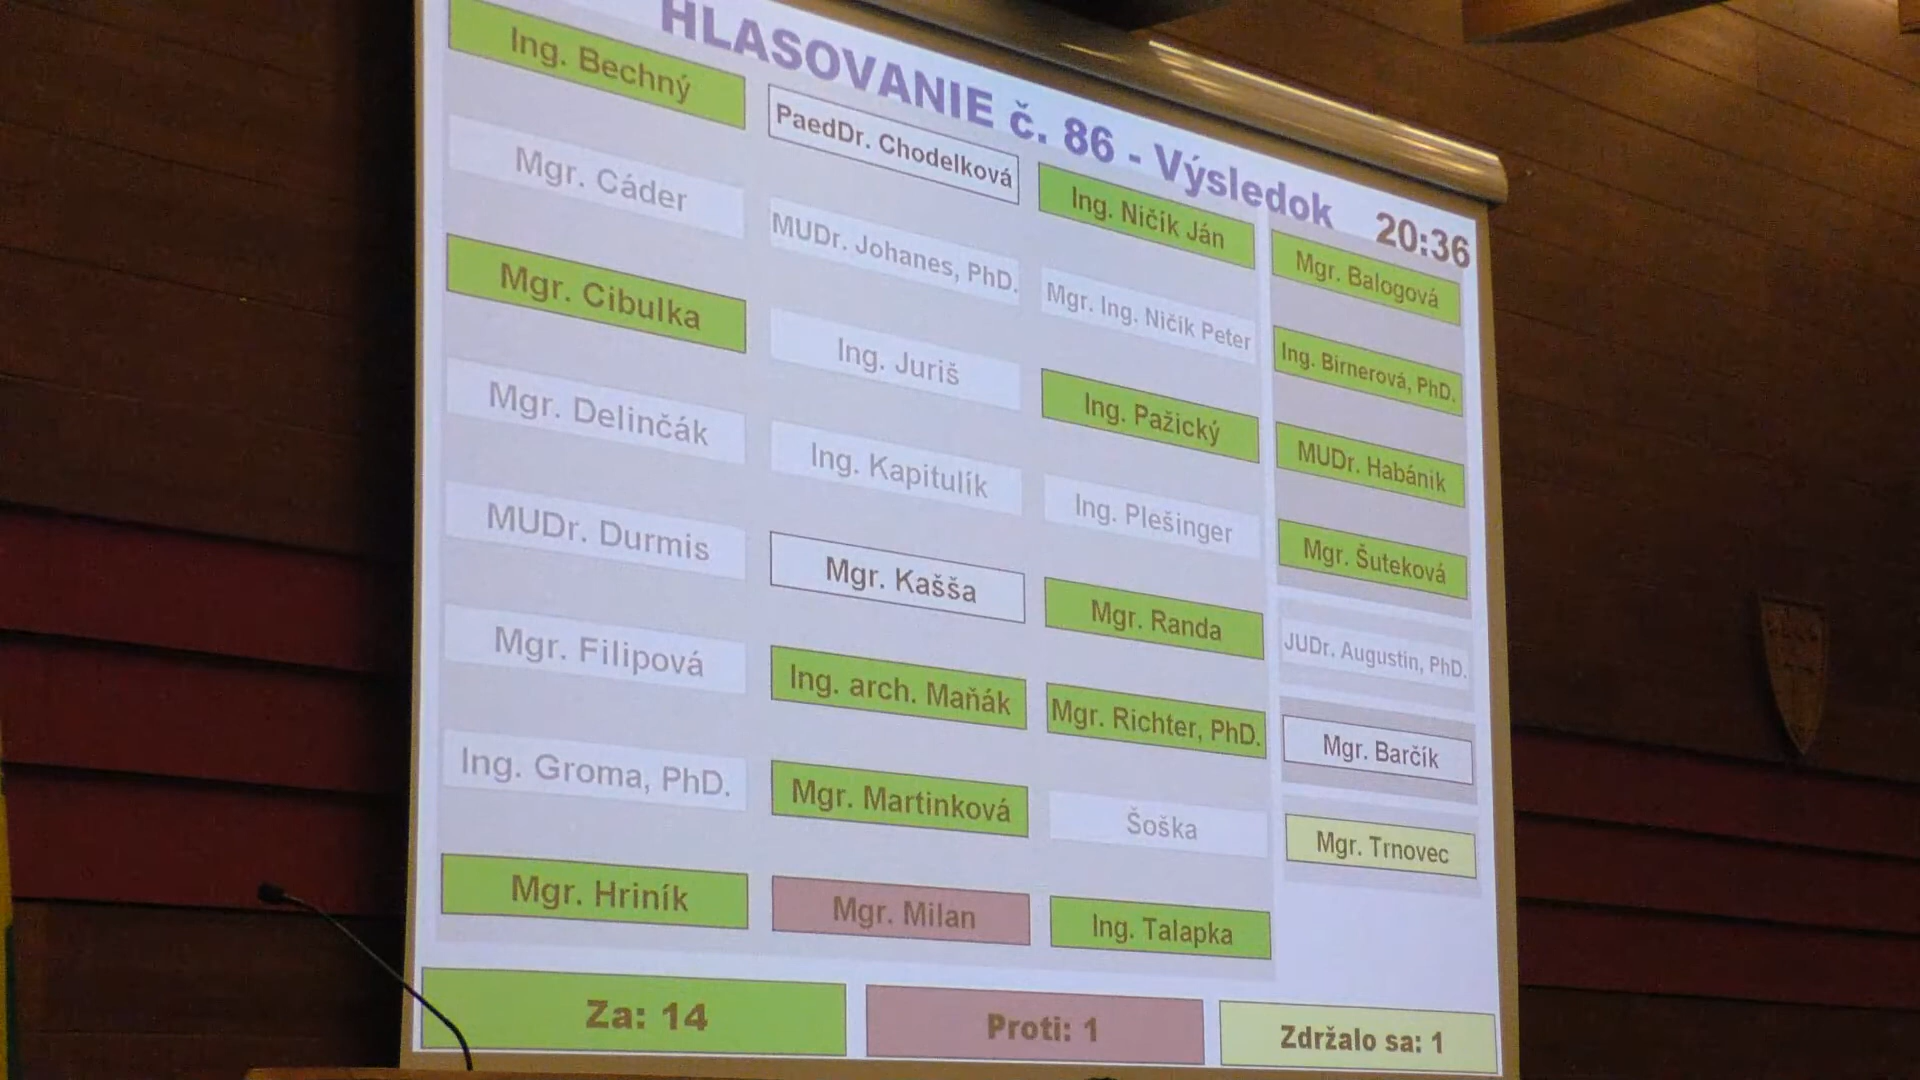 HLASOVANIE č. 86 - Výsledok 20:36
Ing. Bechný
Mgr. Cáder
Mgr. Cibulka
Mgr. Delinčák
MUDr. Durmis
Mgr. Filipová
Ing. Groma, PhD.
Mgr. Hriník
PaedDr. Chodelková
MUDr. Johanes, PhD.
Ing. Juriš
Ing. Kapitulík
Mgr. Kašša
Ing. arch. Maňák
Mgr. Martinková
Mgr. Milan
Ing. Ničík Ján
Mgr. Ing. Ničík Peter
Ing. Pažický
Ing. Plešinger
Mgr. Randa
Mgr. Richter, PhD.
Šoška
Ing. Talapka
Mgr. Balogová
Ing. Birnerová, PhD.
MUDr. Habánik
Mgr. Šuteková
JUDr. Augustin, PhD.
Mgr. Barčík
Mgr. Trnovec
Za: 14
Proti: 1
Zdržalo sa: 1